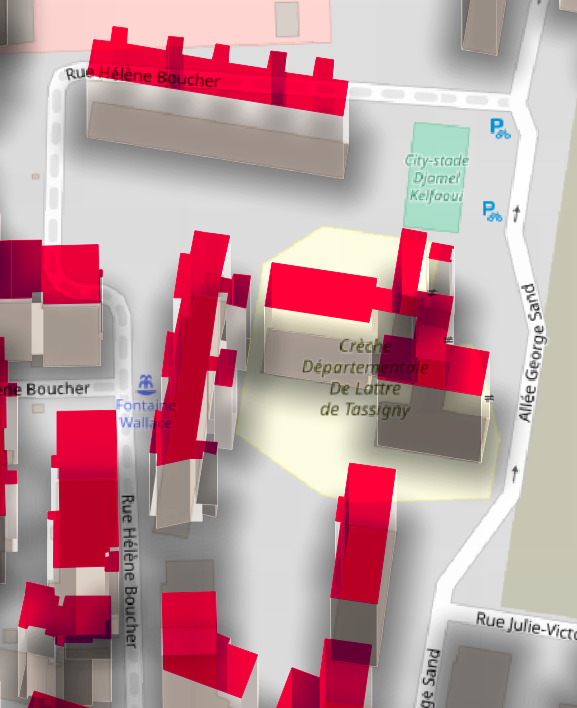 Rue Hélène Boucher
City-stade
Djamel
Kelfaoui
P
P
Allée George Sand
Crèche
Départementale
De Lattre
de Tassigny
ène Boucher
Fontaine
Wallace
Rue Hélène Boucher
Rue Julie-Victo
ge Sand